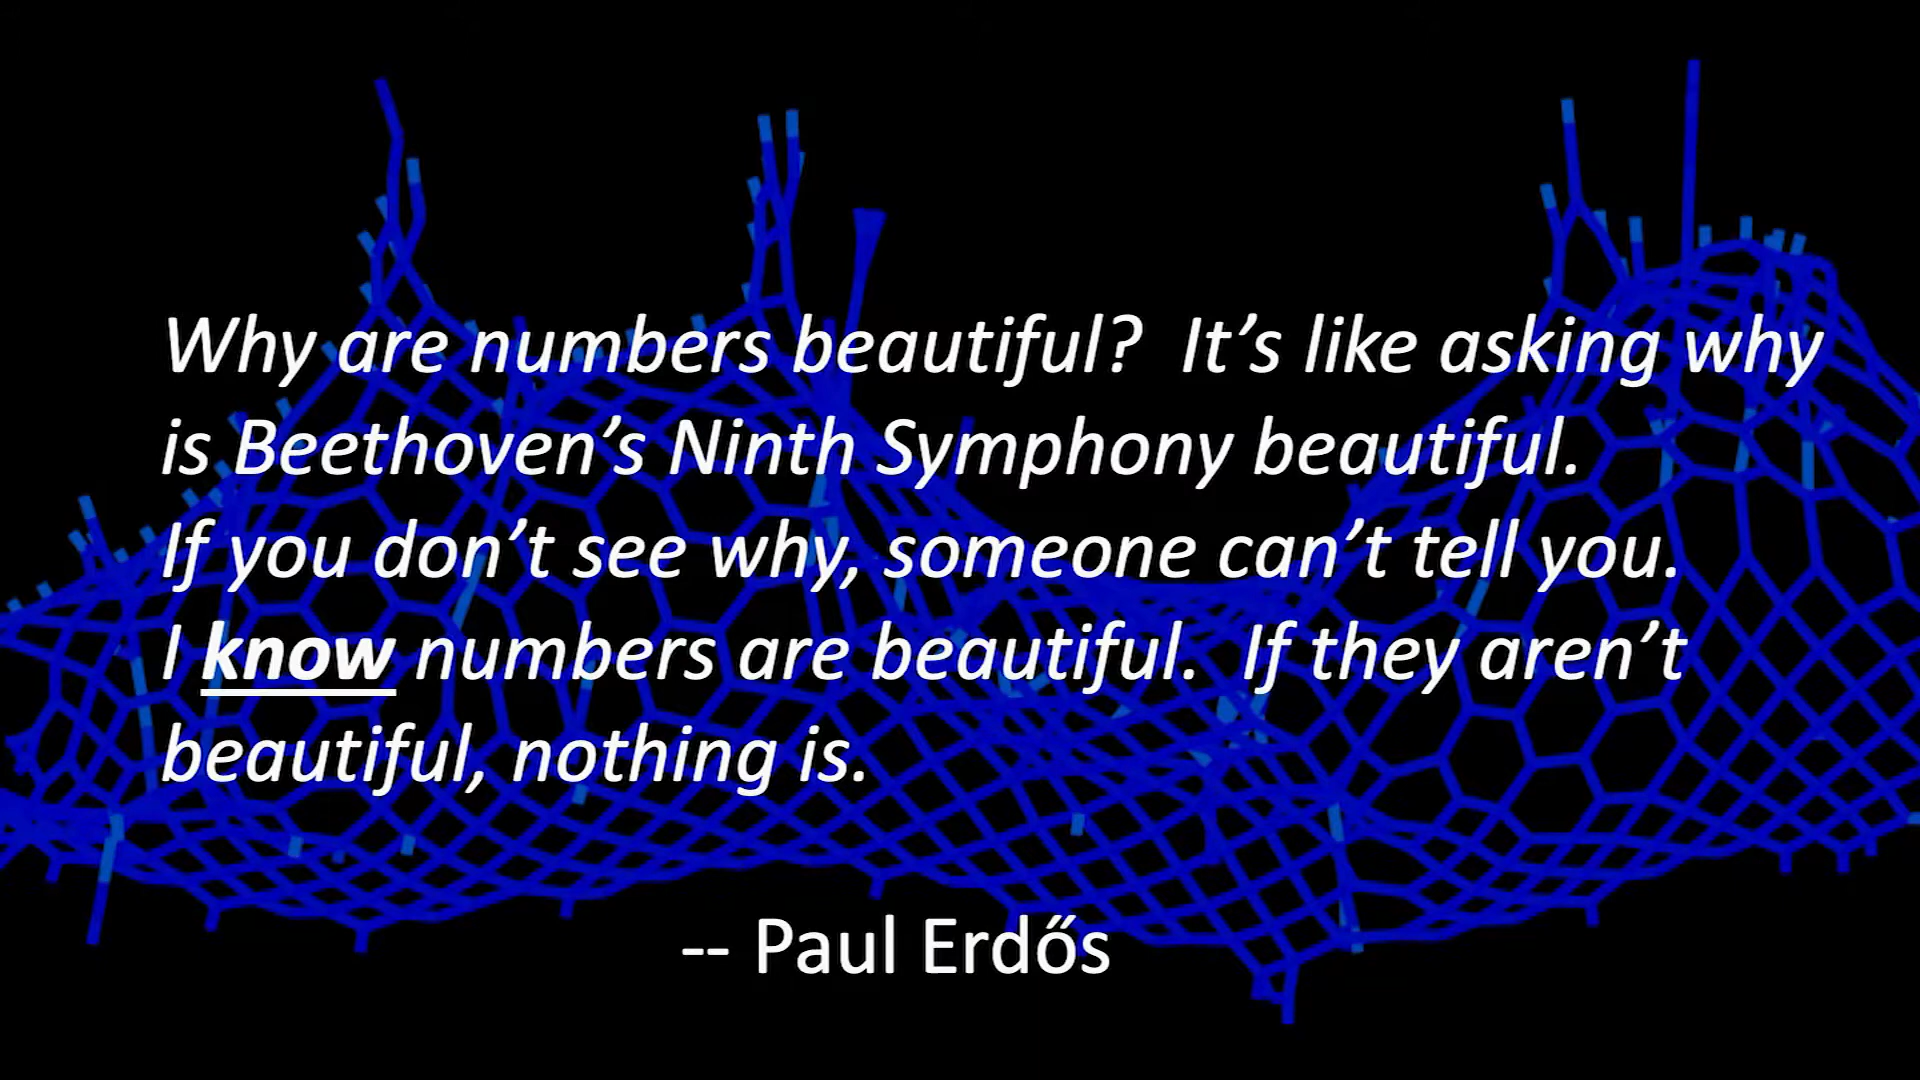 Why are numbers beautiful?  It’s like asking why
is Beethoven’s Ninth Symphony beautiful.
If you don’t see why, someone can’t tell you.
I know numbers are beautiful.  If they aren’t
beautiful, nothing is.
-- Paul Erdős